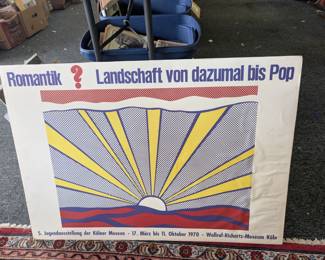 Romantik ? Landschaft von dazumal bis Pop
5. Jugendausstellung der Kölner Museen - 17. März bis 11. Oktober 1970 - Wallraf-Richartz-Museum Köln